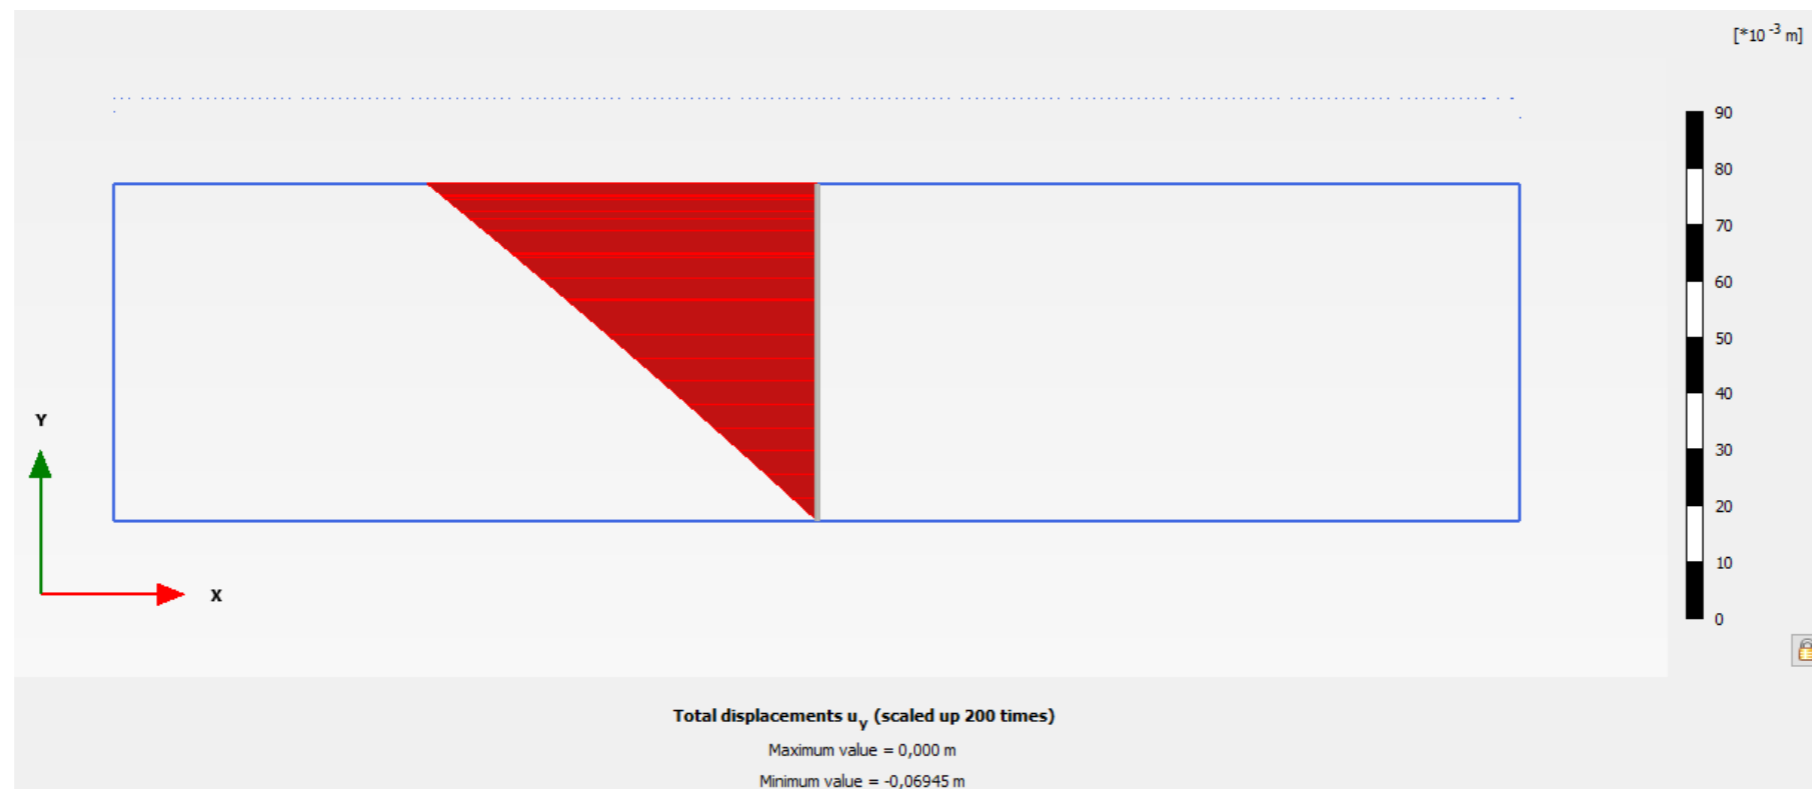 [*10 -3 m]
90
80
70
60
50
40
30
20
10
0
Y
X
Total displacements uy (scaled up 200 times)
Maximum value = 0,000 m
Minimum value = -0,06945 m